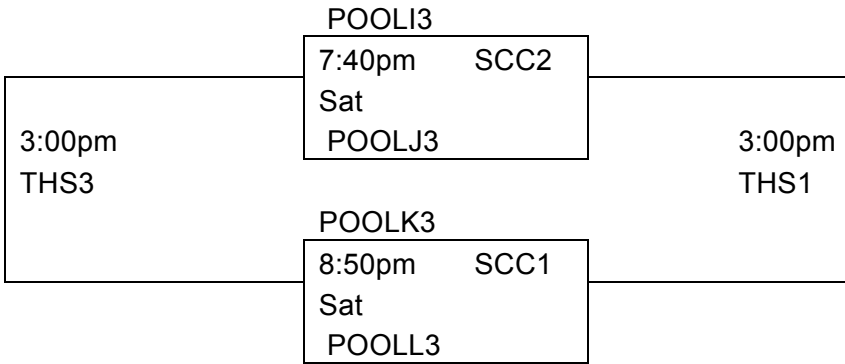 POOLI3
7:40pm SCC2
Sat
POOLJ3
3:00pm 3:00pm
THS3 THS1
POOLK3
8:50pm SCC1
Sat
POOLL3